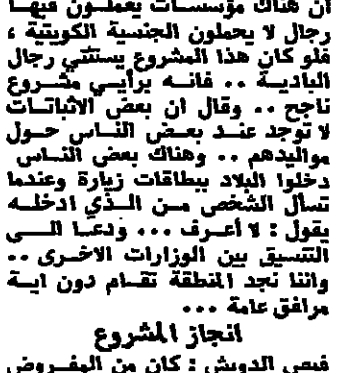 ان هناك مؤسسات يعملون فيها
رجال لا يحملون الجنسية الكويتية ،
فلو كان هذا المشروع يستثني رجال
البادية .. فانه برأيي مشروع
ناجح .. وقال ان بعض الاثباتات
لا توجد عند بعض الناس حول
مواليدهم .. وهناك بعض الناس
دخلوا البلاد ببطاقات زيارة وعندما
تسأل الشخص من الذي ادخله
يقول : لا أعرف ... ودعا الى
التنسيق بين الوزارات الاخرى ..
واننا نجد المنطقة تقام دون اية
مرافق عامة ...
انجاز المشروع
فيصل الدويش : كان من المفروض